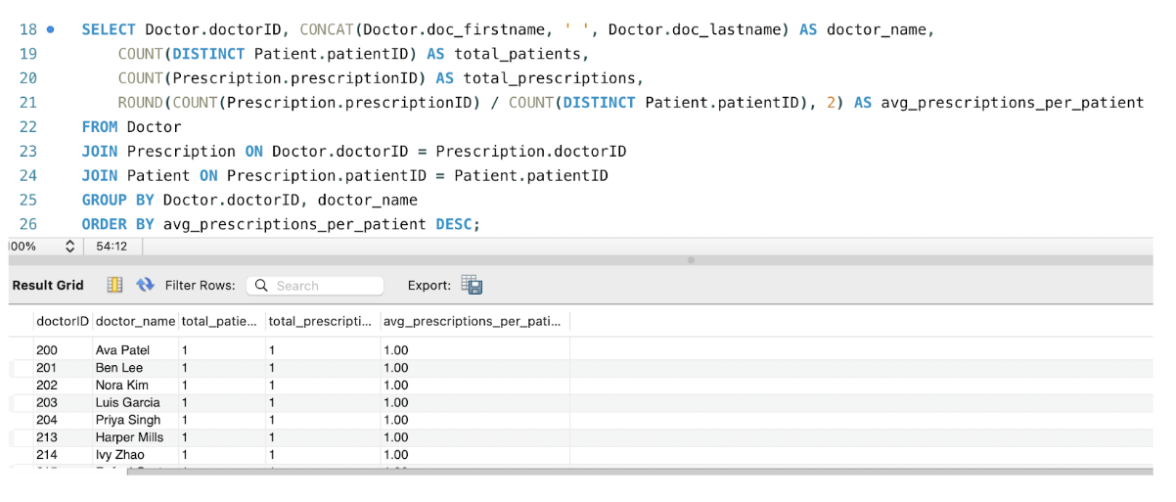 18 SELECT Doctor.doctorID, CONCAT(Doctor.doc_firstname, ' ', Doctor.doc_lastname) AS doctor_name,
19 COUNT(DISTINCT Patient.patientID) AS total_patients,
20 COUNT(Prescription.prescriptionID) AS total_prescriptions,
21 ROUND(COUNT(Prescription.prescriptionID) / COUNT(DISTINCT Patient.patientID), 2) AS avg_prescriptions_per_patient
22 FROM Doctor
23 JOIN Prescription ON Doctor.doctorID = Prescription.doctorID
24 JOIN Patient ON Prescription.patientID = Patient.patientID
25 GROUP BY Doctor.doctorID, doctor_name
26 ORDER BY avg_prescriptions_per_patient DESC;
00% 54:12
Result Grid Filter Rows: Search Export:
doctorID doctor_name total_patie... total_prescripti... avg_prescriptions_per_pati...
200 Ava Patel 1 1 1.00
201 Ben Lee 1 1 1.00
202 Nora Kim 1 1 1.00
203 Luis Garcia 1 1 1.00
204 Priya Singh 1 1 1.00
213 Harper Mills 1 1 1.00
214 Ivy Zhao 1 1 1.00